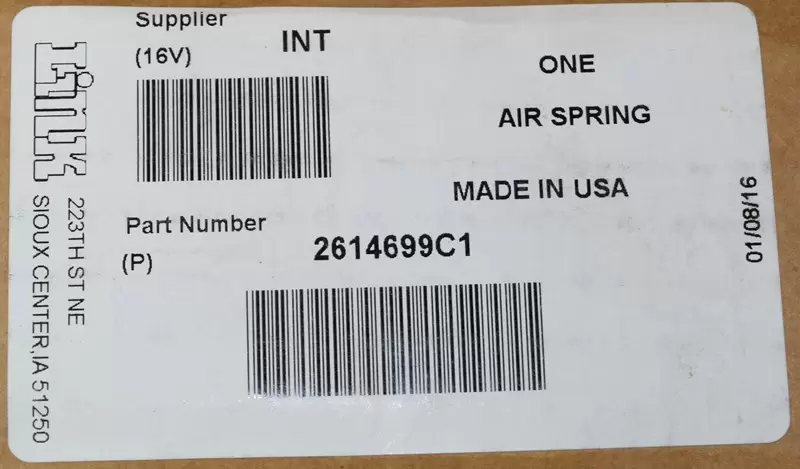 Link
223TH ST NE
SIOUX CENTER,IA 51250
Supplier
INT
(16V)
ONE
AIR SPRING
MADE IN USA
Part Number
(P)
2614699C1
01/08/16